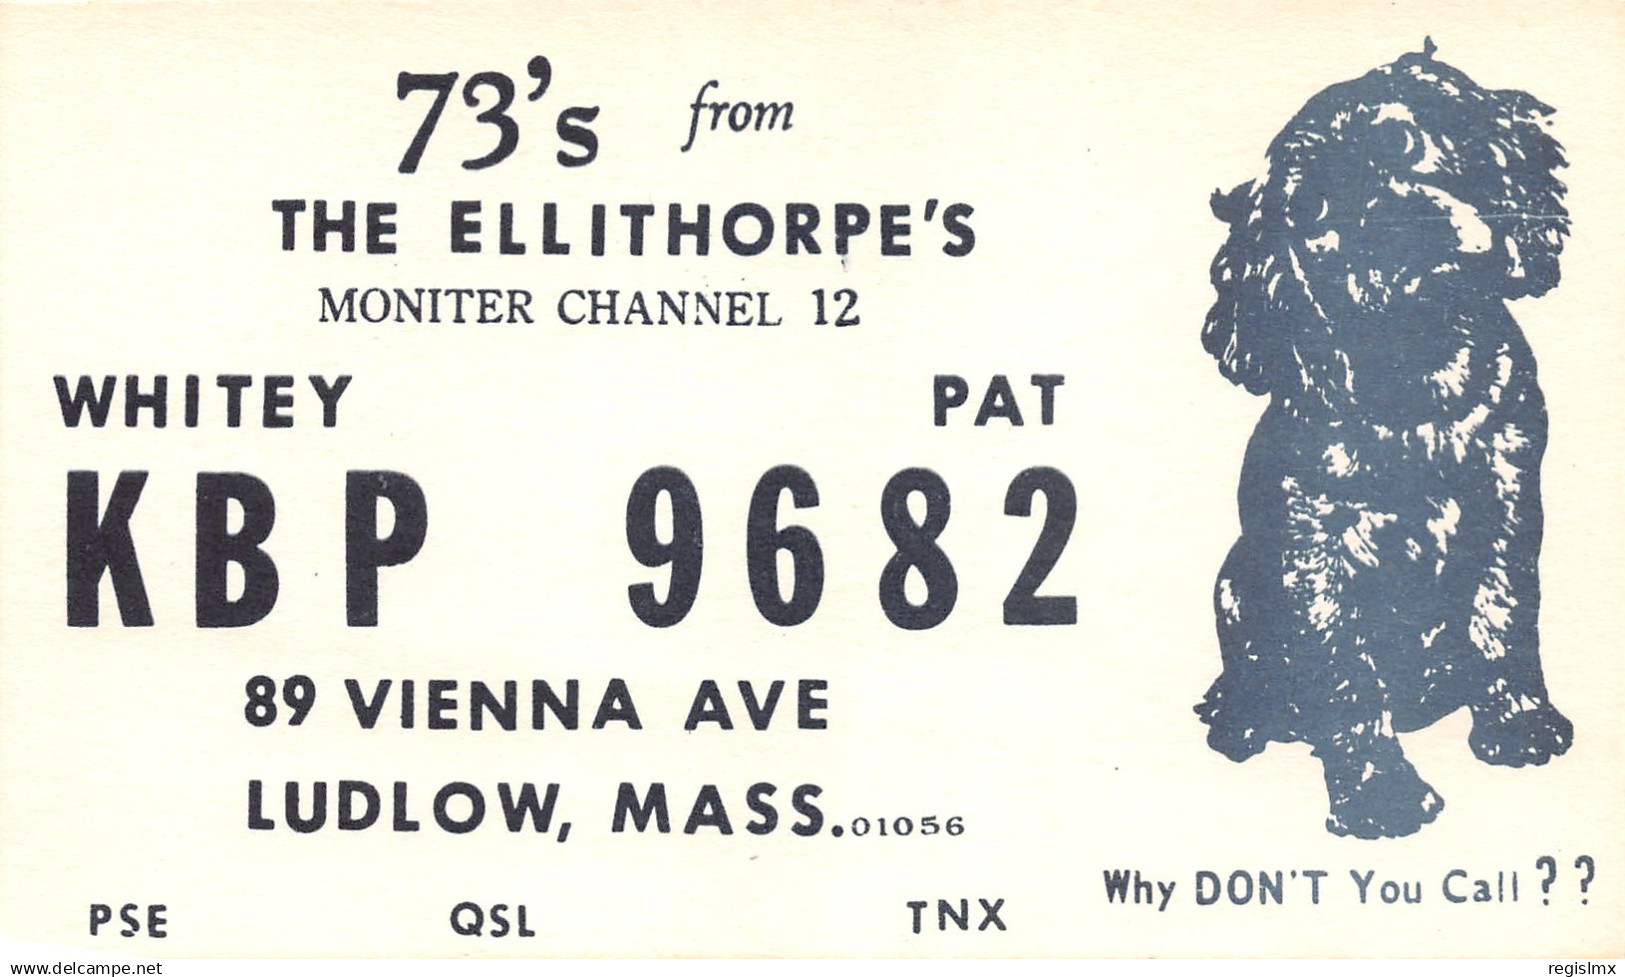 73's from
THE ELLITHORPE'S
MONITER CHANNEL 12
WHITEY PAT
KBP 9682
89 VIENNA AVE
LUDLOW, MASS.01056
PSE QSL TNX
Why DON'T You Call ??
www.delcampe.net
regislmx